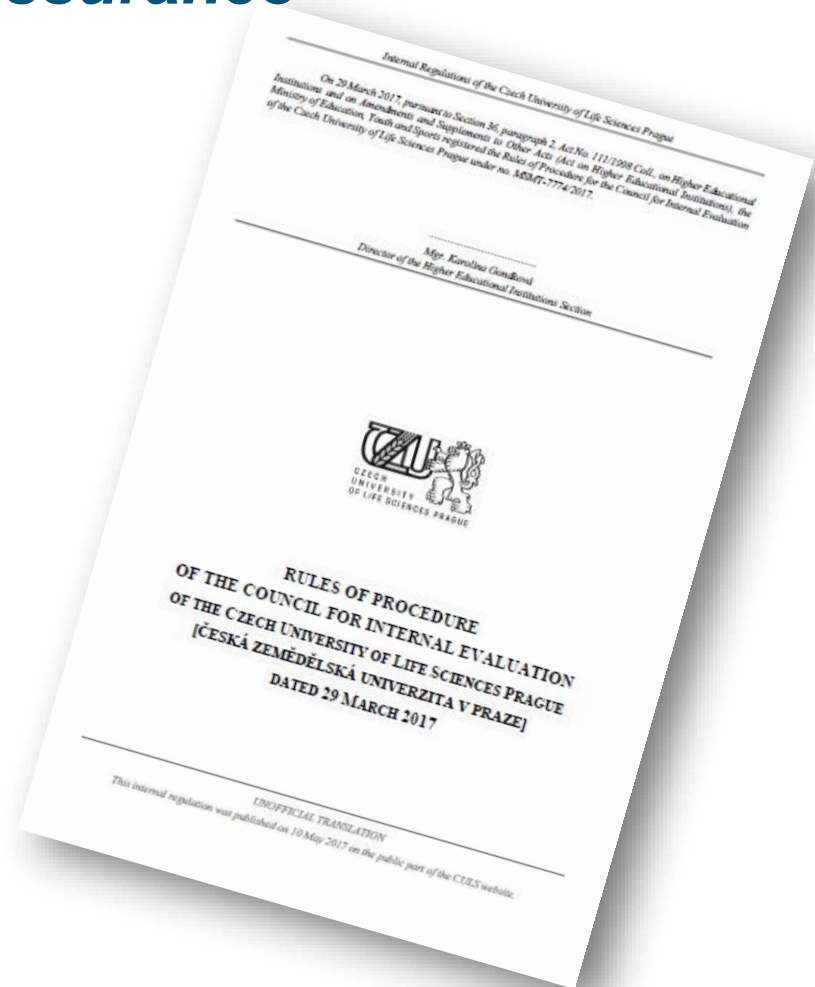 ssurance
Internal Regulations of the Czech University of Life Sciences Prague
On 29 March 2017, pursuant to Section 36, paragraph 2, Act No. 111/1998 Coll., on Higher Educational
Institutions and on Amendments and Supplements to Other Acts (Act on Higher Educational Institutions), the
Ministry of Education, Youth and Sports registered the Rules of Procedure for the Council for Internal Evaluation
of the Czech University of Life Sciences Prague under no. MSMT-7774/2017.
Mgr. Karolína Gondková
Director of the Higher Educational Institutions Section
ČZU
CZECH
UNIVERSITY
OF LIFE SCIENCES PRAGUE
RULES OF PROCEDURE
OF THE COUNCIL FOR INTERNAL EVALUATION
OF THE CZECH UNIVERSITY OF LIFE SCIENCES PRAGUE
[ČESKÁ ZEMĚDĚLSKÁ UNIVERZITA V PRAZE]
DATED 29 MARCH 2017
UNOFFICIAL TRANSLATION
This internal regulation was published on 10 May 2017 on the public part of the CULS website.